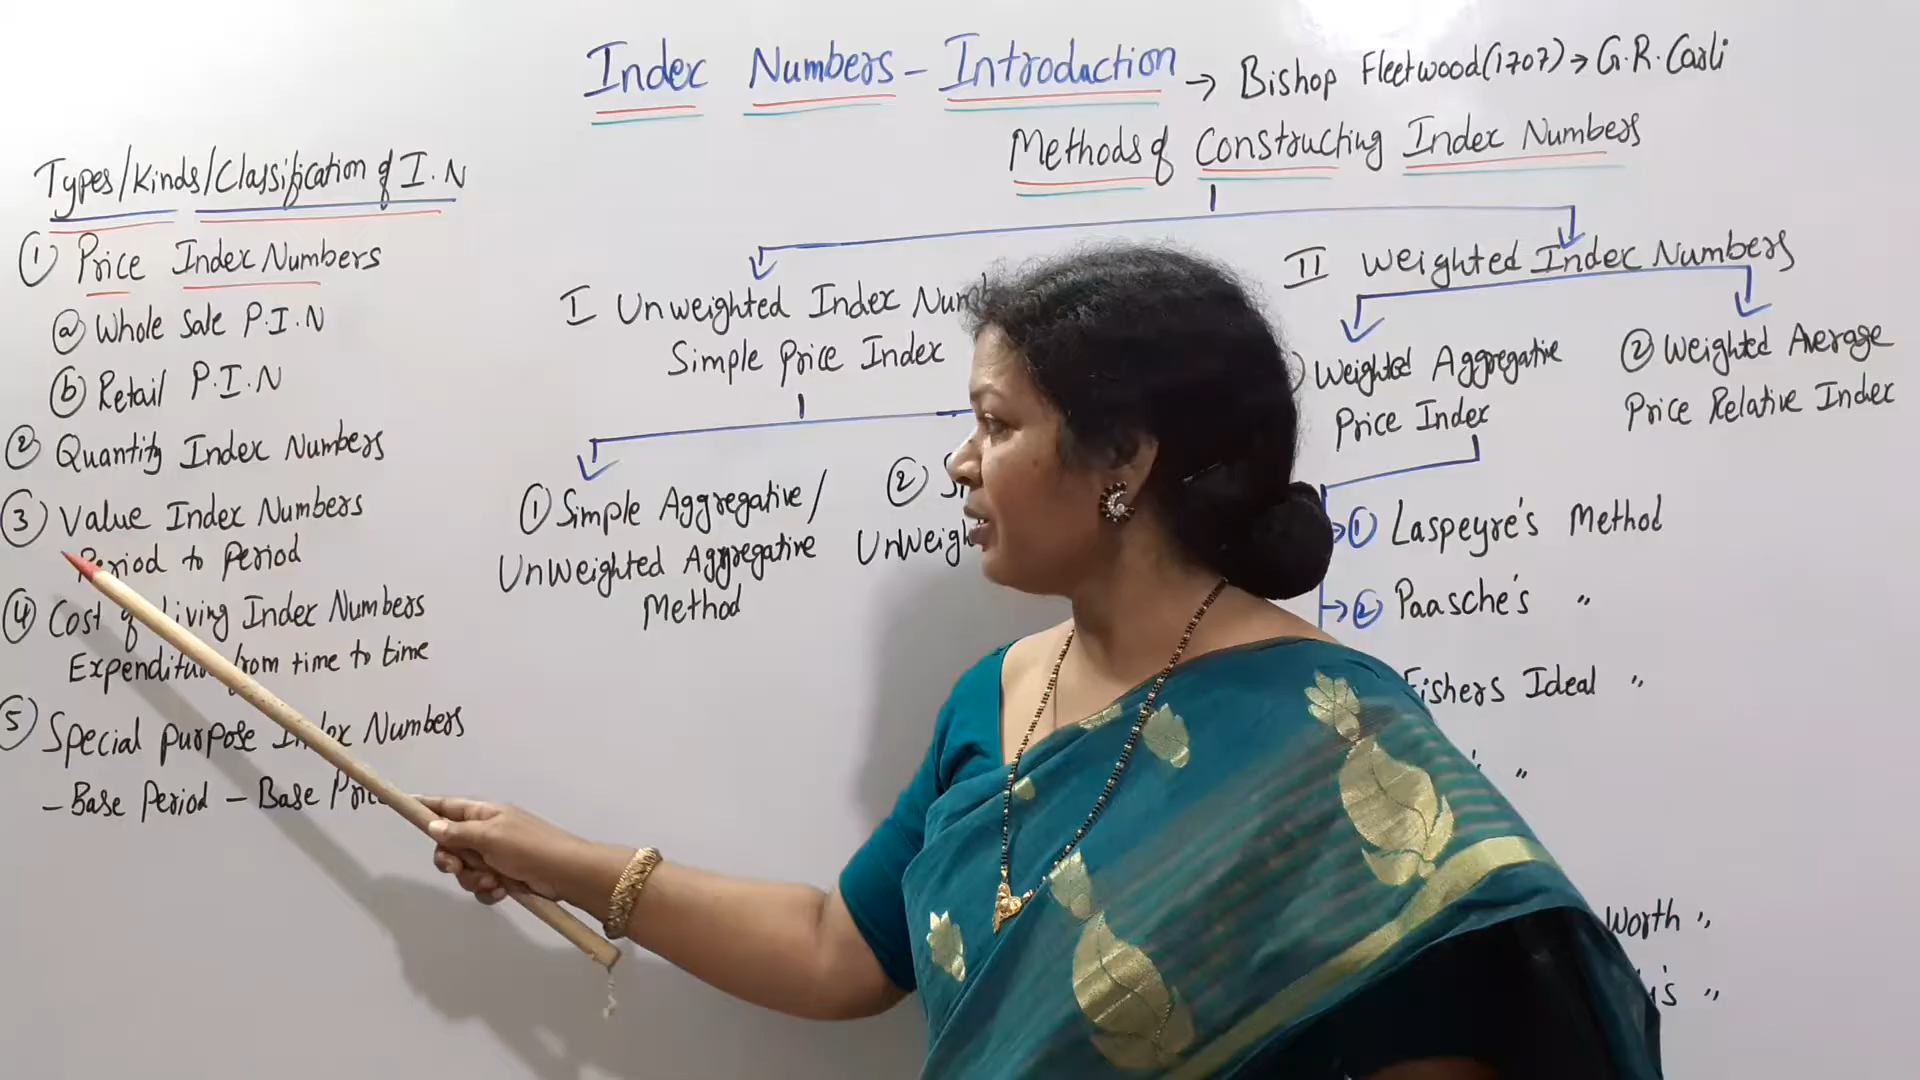 Index Numbers - Introduction → Bishop Fleetwood (1707) → G.R. Carli
Types/Kinds/Classification of I.N
① Price Index Numbers
ⓐ Whole Sale P.I.N
ⓑ Retail P.I.N
② Quantity Index Numbers
③ Value Index Numbers
Period to Period
④ Cost of Living Index Numbers
Expenditure from time to time
⑤ Special purpose Index Numbers
- Base Period - Base Price
Methods of Constructing Index Numbers
I Unweighted Index
Simple Price Index
① Simple Aggregative/
UnWeighted Aggregative
Method
②
II Weighted Index Numbers
Weighted Aggregative
Price Index
② Weighted Average
Price Relative Index
→ ① Laspeyre's Method
→ ② Paasche's "
Fishers Ideal "
"
Worth "
"